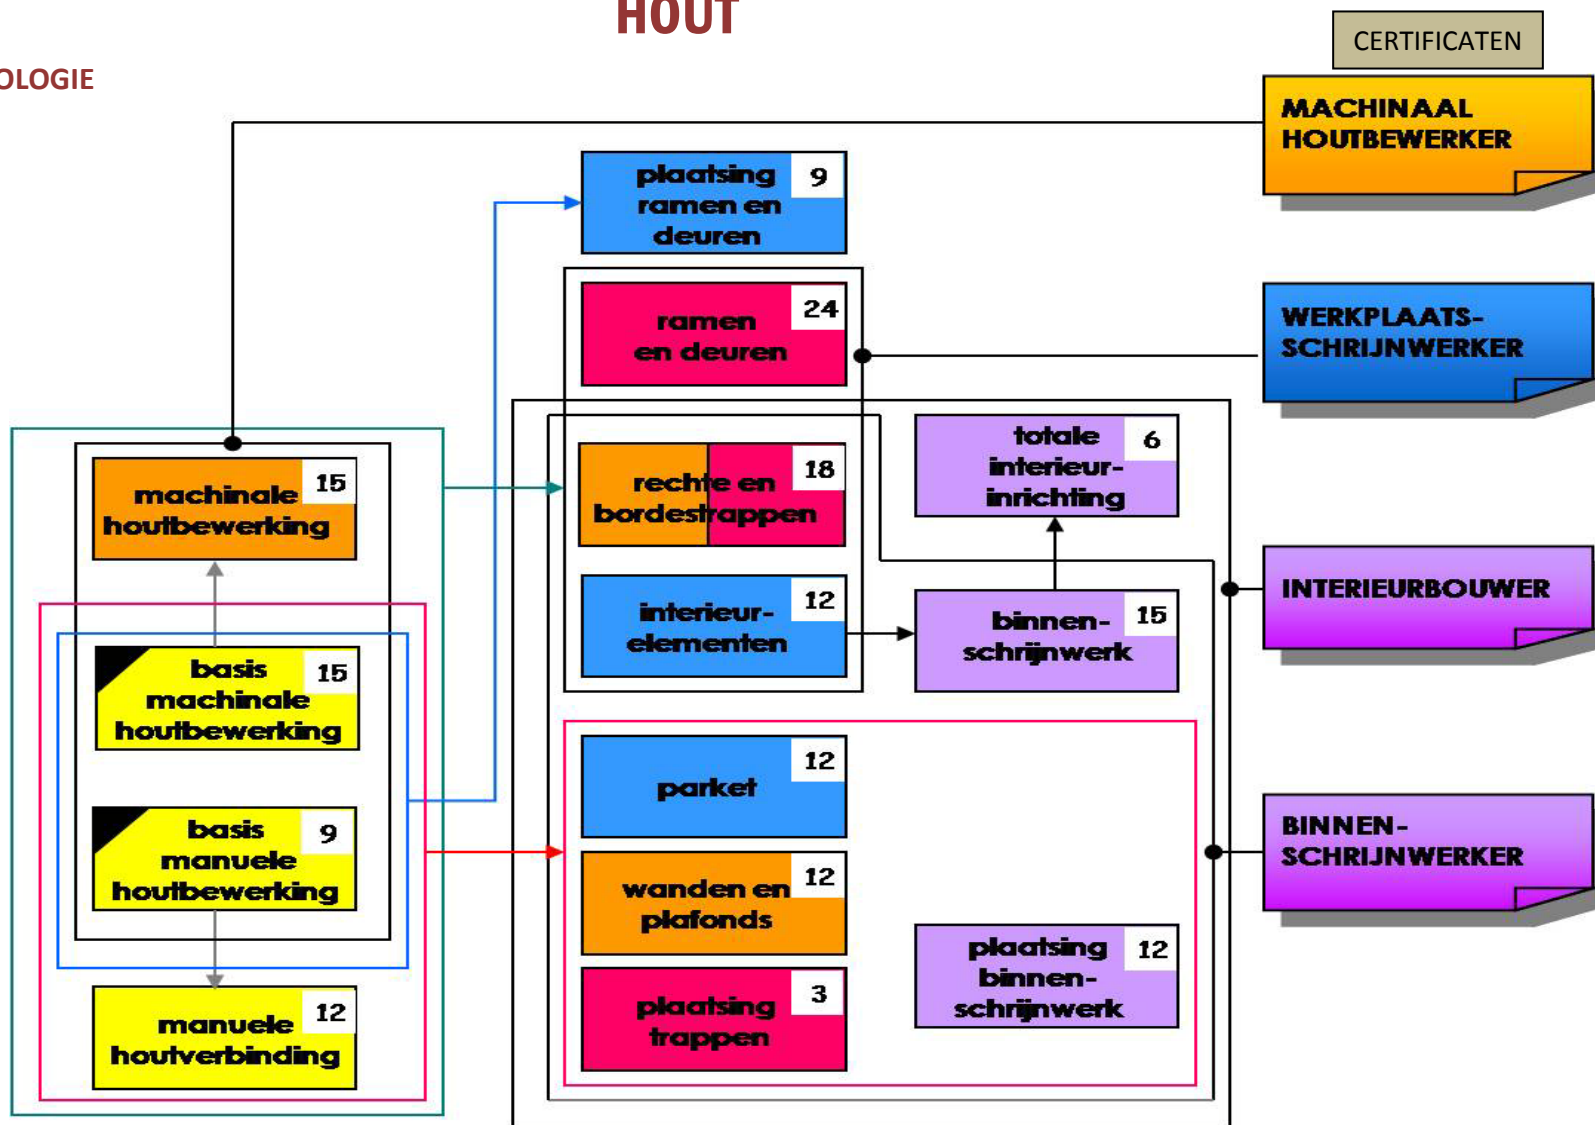 HOUT
OLOGIE
CERTIFICATEN
MACHINAAL
HOUTBEWERKER
plaatsing
ramen en
deuren
9
ramen
en deuren
24
WERKPLAATS-
SCHRIJNWERKER
machinale
houtbewerking
15
rechte en
bordestrappen
18
totale
interieur-
inrichting
6
interieur-
elementen
12
binnen-
schrijnwerk
15
INTERIEURBOUWER
basis
machinale
houtbewerking
15
parket
12
basis
manuele
houtbewerking
9
wanden en
plafonds
12
BINNEN-
SCHRIJNWERKER
manuele
houtverbinding
12
plaatsing
trappen
3
plaatsing
binnen-
schrijnwerk
12